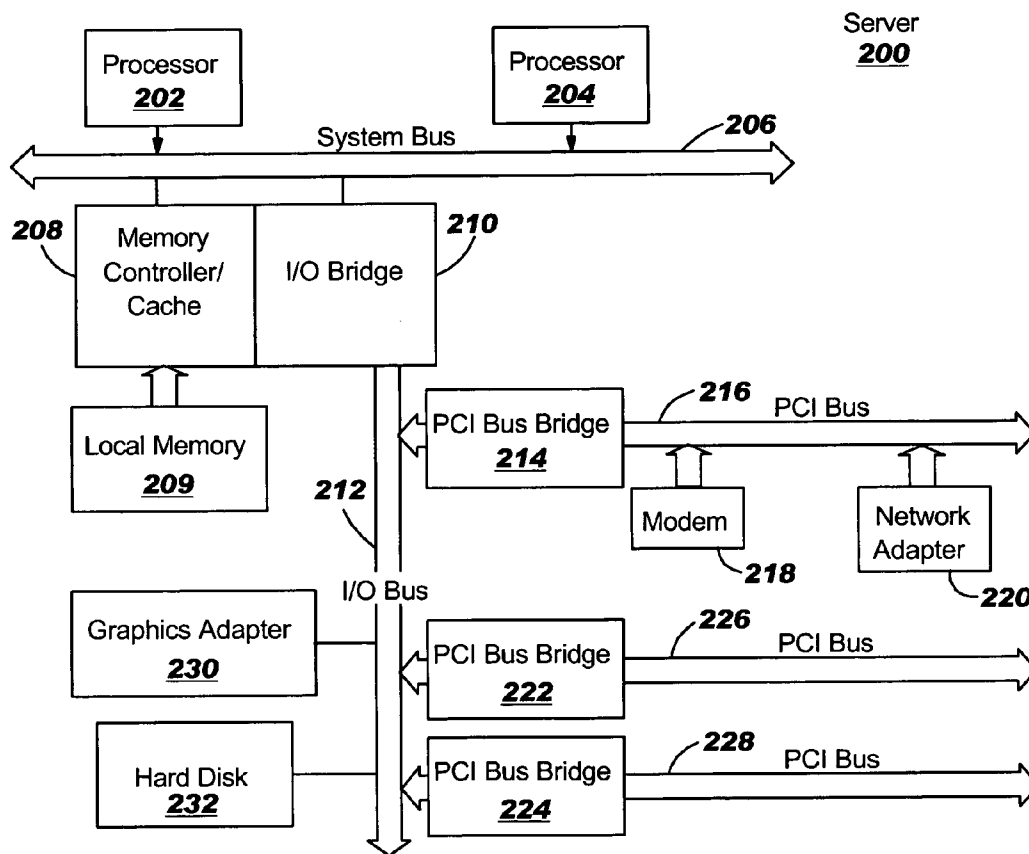 Server
200
Processor
202
Processor
204
System Bus
206
208
Memory
Controller/
Cache
I/O Bridge
210
Local Memory
209
PCI Bus Bridge
214
216
PCI Bus
212
Modem
218
Network
Adapter
220
I/O Bus
Graphics Adapter
230
PCI Bus Bridge
222
226
PCI Bus
Hard Disk
232
PCI Bus Bridge
224
228
PCI Bus